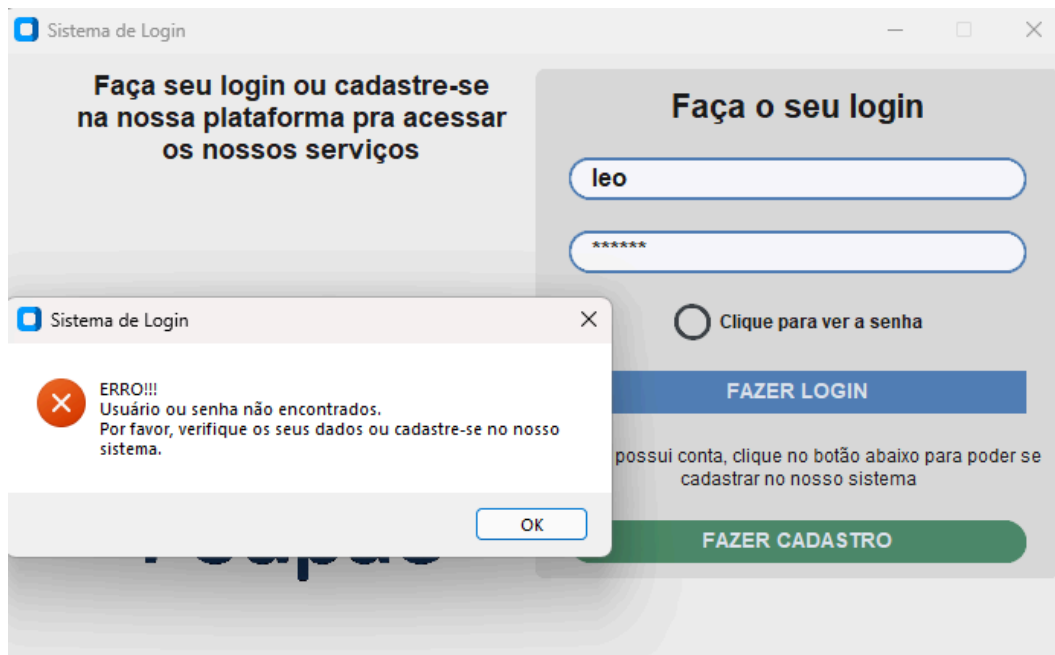 Sistema de Login
Faça seu login ou cadastre-se
na nossa plataforma pra acessar
os nossos serviços
Faça o seu login
leo
******
Clique para ver a senha
FAZER LOGIN
possui conta, clique no botão abaixo para poder se
cadastrar no nosso sistema
FAZER CADASTRO
Sistema de Login
ERRO!!!
Usuário ou senha não encontrados.
Por favor, verifique os seus dados ou cadastre-se no nosso
sistema.
OK